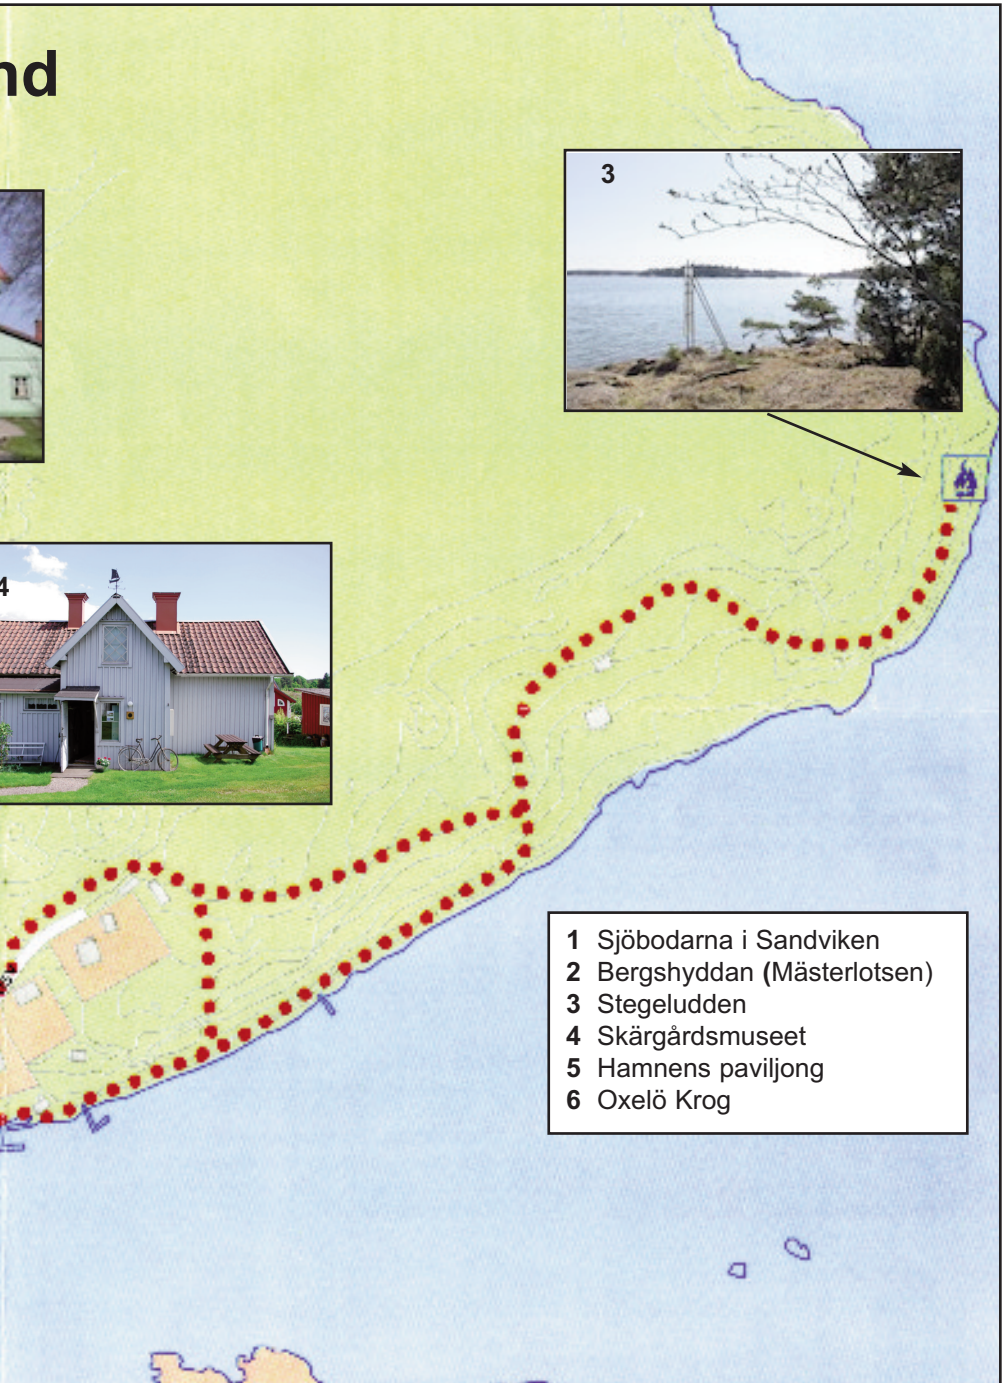 nd
3
4
1 Sjöbodarna i Sandviken
2 Bergshyddan (Mästerlotsen)
3 Stegeludden
4 Skärgårdsmuseet
5 Hamnens paviljong
6 Oxelö Krog